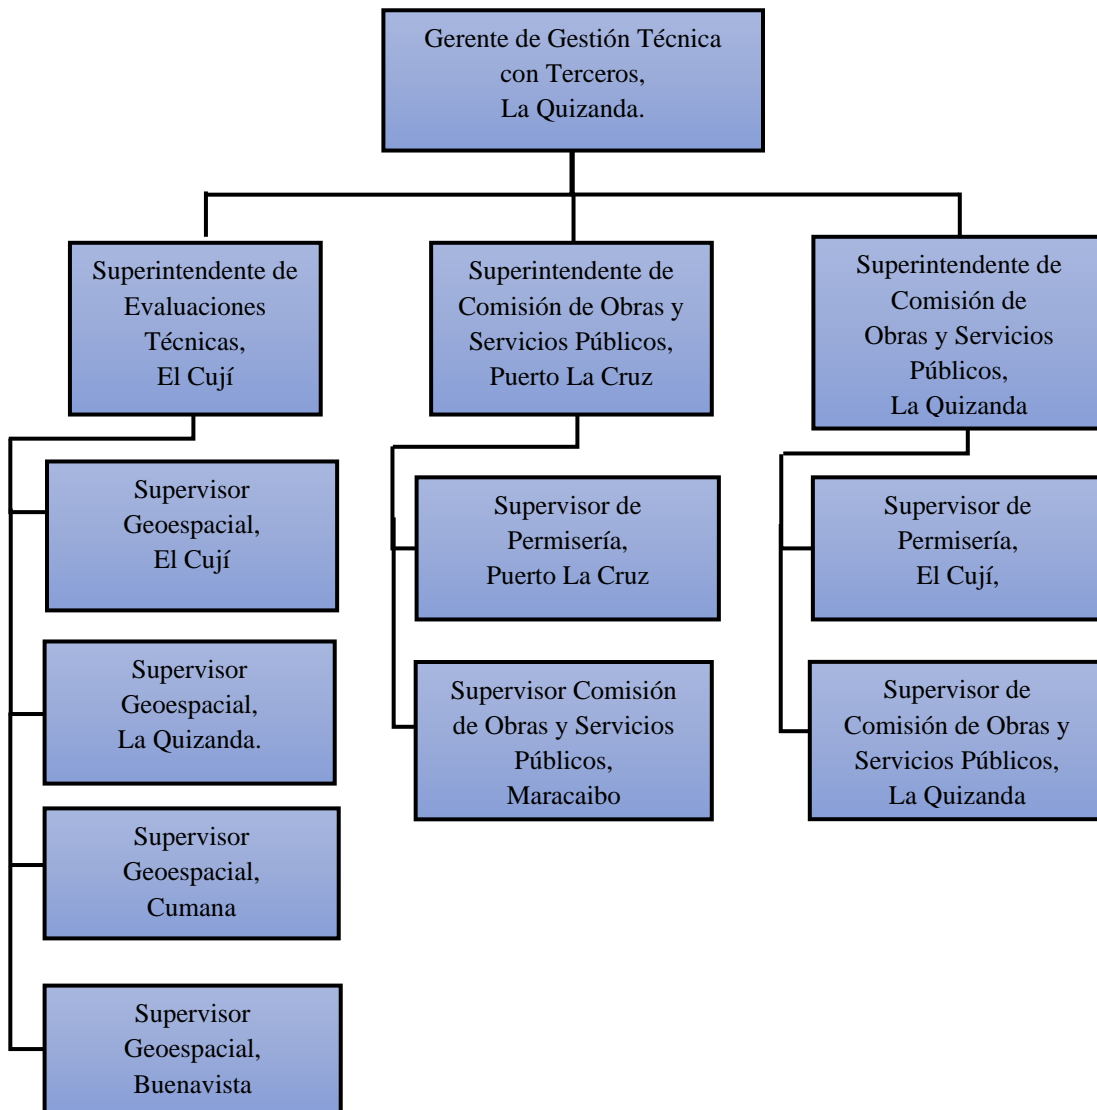 Gerente de Gestión Técnica
con Terceros,
La Quizanda.
Superintendente de
Evaluaciones
Técnicas,
El Cují
Supervisor
Geoespacial,
El Cují
Supervisor
Geoespacial,
La Quizanda.
Supervisor
Geoespacial,
Cumana
Supervisor
Geoespacial,
Buenavista
Superintendente de
Comisión de Obras y
Servicios Públicos,
Puerto La Cruz
Supervisor de
Permisería,
Puerto La Cruz
Supervisor Comisión
de Obras y Servicios
Públicos,
Maracaibo
Superintendente de
Comisión de
Obras y Servicios
Públicos,
La Quizanda
Supervisor de
Permisería,
El Cují,
Supervisor de
Comisión de Obras y
Servicios Públicos,
La Quizanda